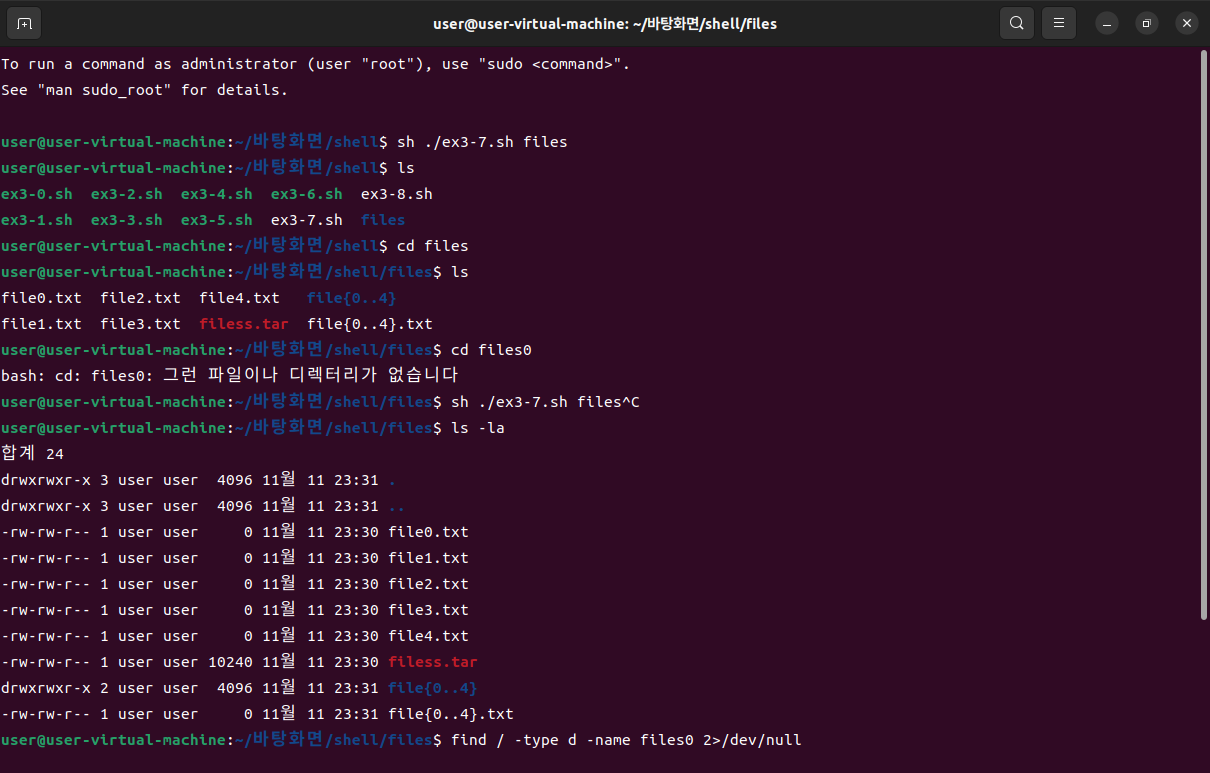 user@user-virtual-machine: ~/바탕화면/shell/files
To run a command as administrator (user "root"), use "sudo <command>".
See "man sudo_root" for details.
user@user-virtual-machine:~/바탕화면/shell$ sh ./ex3-7.sh files
user@user-virtual-machine:~/바탕화면/shell$ ls
ex3-0.sh  ex3-2.sh  ex3-4.sh  ex3-6.sh  ex3-8.sh
ex3-1.sh  ex3-3.sh  ex3-5.sh  ex3-7.sh  files
user@user-virtual-machine:~/바탕화면/shell$ cd files
user@user-virtual-machine:~/바탕화면/shell/files$ ls
file0.txt  file2.txt  file4.txt   file{0..4}
file1.txt  file3.txt  filess.tar  file{0..4}.txt
user@user-virtual-machine:~/바탕화면/shell/files$ cd files0
bash: cd: files0: 그런 파일이나 디렉터리가 없습니다
user@user-virtual-machine:~/바탕화면/shell/files$ sh ./ex3-7.sh files^C
user@user-virtual-machine:~/바탕화면/shell/files$ ls -la
합계 24
drwxrwxr-x 3 user user  4096 11월 11 23:31 .
drwxrwxr-x 3 user user  4096 11월 11 23:31 ..
-rw-rw-r-- 1 user user     0 11월 11 23:30 file0.txt
-rw-rw-r-- 1 user user     0 11월 11 23:30 file1.txt
-rw-rw-r-- 1 user user     0 11월 11 23:30 file2.txt
-rw-rw-r-- 1 user user     0 11월 11 23:30 file3.txt
-rw-rw-r-- 1 user user     0 11월 11 23:30 file4.txt
-rw-rw-r-- 1 user user 10240 11월 11 23:30 filess.tar
drwxrwxr-x 2 user user  4096 11월 11 23:31 file{0..4}
-rw-rw-r-- 1 user user     0 11월 11 23:31 file{0..4}.txt
user@user-virtual-machine:~/바탕화면/shell/files$ find / -type d -name files0 2>/dev/null